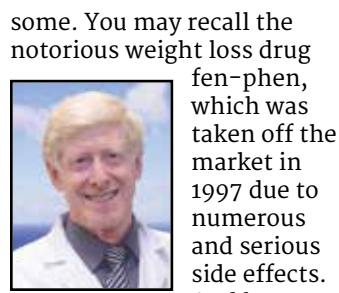 some. You may recall the
notorious weight loss drug
fen-phen,
which was
taken off the
market in
1997 due to
numerous
and serious
side effects.